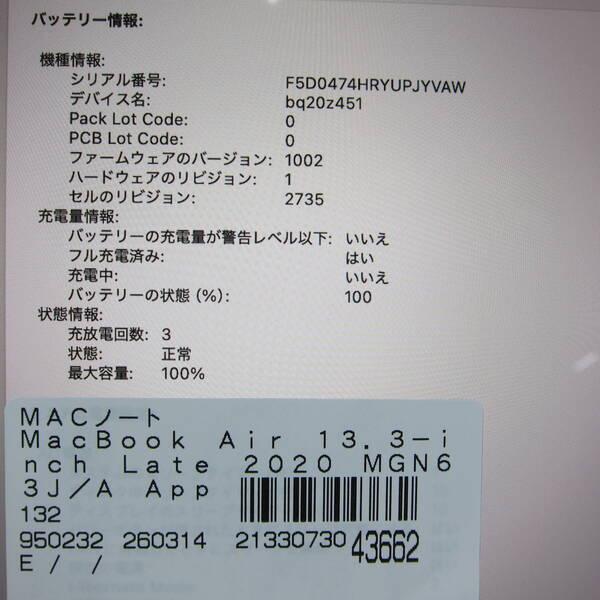 バッテリー情報:
機種情報:
シリアル番号: F5D0474HRYUPJYVAW
デバイス名: bq20z451
Pack Lot Code: 0
PCB Lot Code: 0
ファームウェアのバージョン: 1002
ハードウェアのリビジョン: 1
セルのリビジョン: 2735
充電量情報:
バッテリーの充電量が警告レベル以下: いいえ
フル充電済み: はい
充電中: いいえ
バッテリーの状態（%）: 100
状態情報:
充放電回数: 3
状態: 正常
最大容量: 100%
MACノート
MacBook Air 13.3-i
nch Late 2020 MGN6
3J/A App
132
950232 260314 21330730 43662
E / /